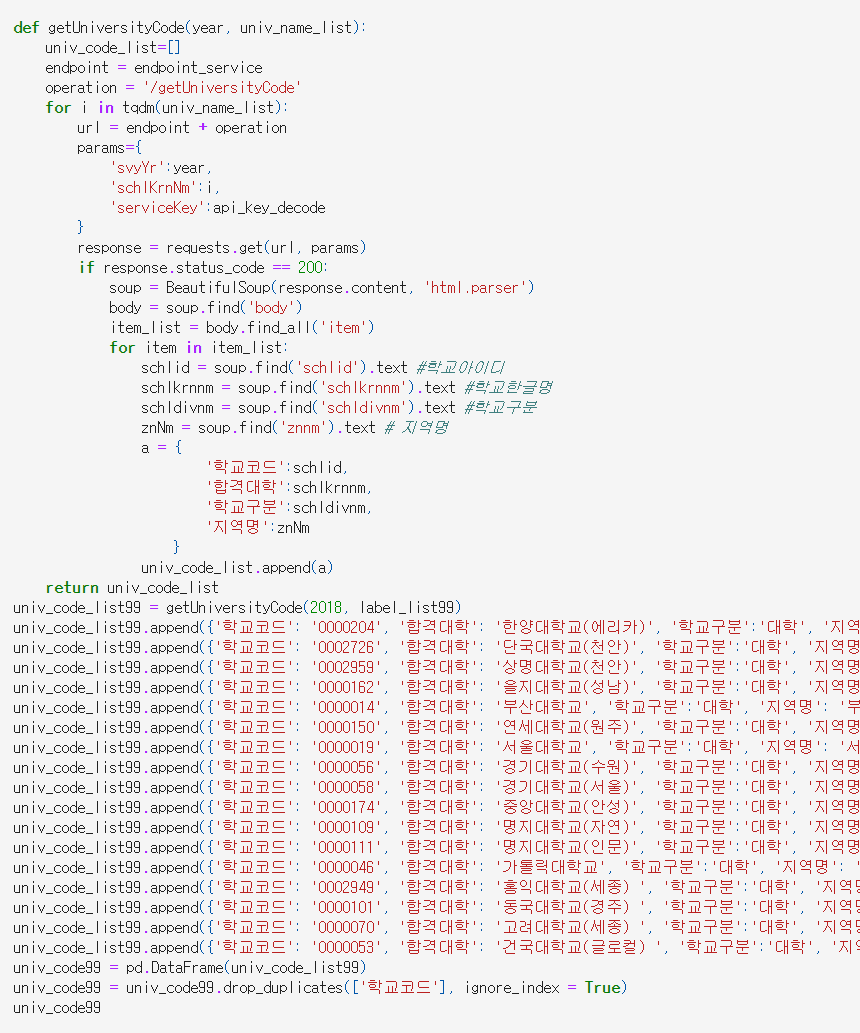 def getUniversityCode(year, univ_name_list):
    univ_code_list=[]
    endpoint = endpoint_service
    operation = '/getUniversityCode'
    for i in tqdm(univ_name_list):
        url = endpoint + operation
        params={
            'svyYr':year,
            'schlKrnNm':i,
            'serviceKey':api_key_decode
        }
        response = requests.get(url, params)
        if response.status_code == 200:
            soup = BeautifulSoup(response.content, 'html.parser')
            body = soup.find('body')
            item_list = body.find_all('item')
            for item in item_list:
                schlid = soup.find('schlid').text #학교아이디
                schlkrnnm = soup.find('schlkrnnm').text #학교한글명
                schldivnm = soup.find('schldivnm').text #학교구분
                znNm = soup.find('znnm').text # 지역명
                a = {
                        '학교코드':schlid,
                        '합격대학':schlkrnnm,
                        '학교구분':schldivnm,
                        '지역명':znNm
                    }
                univ_code_list.append(a)
    return univ_code_list
univ_code_list99 = getUniversityCode(2018, label_list99)
univ_code_list99.append({'학교코드': '0000204', '합격대학': '한양대학교(에리카)', '학교구분':'대학', '지역
univ_code_list99.append({'학교코드': '0002726', '합격대학': '단국대학교(천안)', '학교구분':'대학', '지역명
univ_code_list99.append({'학교코드': '0002959', '합격대학': '상명대학교(천안)', '학교구분':'대학', '지역명
univ_code_list99.append({'학교코드': '0000162', '합격대학': '을지대학교(성남)', '학교구분':'대학', '지역명
univ_code_list99.append({'학교코드': '0000014', '합격대학': '부산대학교', '학교구분':'대학', '지역명': '부
univ_code_list99.append({'학교코드': '0000150', '합격대학': '연세대학교(원주)', '학교구분':'대학', '지역명
univ_code_list99.append({'학교코드': '0000019', '합격대학': '서울대학교', '학교구분':'대학', '지역명': '서
univ_code_list99.append({'학교코드': '0000056', '합격대학': '경기대학교(수원)', '학교구분':'대학', '지역명
univ_code_list99.append({'학교코드': '0000058', '합격대학': '경기대학교(서울)', '학교구분':'대학', '지역명
univ_code_list99.append({'학교코드': '0000174', '합격대학': '중앙대학교(안성)', '학교구분':'대학', '지역명
univ_code_list99.append({'학교코드': '0000109', '합격대학': '명지대학교(자연)', '학교구분':'대학', '지역명
univ_code_list99.append({'학교코드': '0000111', '합격대학': '명지대학교(인문)', '학교구분':'대학', '지역명
univ_code_list99.append({'학교코드': '0000046', '합격대학': '가톨릭대학교', '학교구분':'대학', '지역명': '
univ_code_list99.append({'학교코드': '0002949', '합격대학': '홍익대학교(세종) ', '학교구분':'대학', '지역명
univ_code_list99.append({'학교코드': '0000101', '합격대학': '동국대학교(경주) ', '학교구분':'대학', '지역명
univ_code_list99.append({'학교코드': '0000070', '합격대학': '고려대학교(세종) ', '학교구분':'대학', '지역명
univ_code_list99.append({'학교코드': '0000053', '합격대학': '건국대학교(글로컬) ', '학교구분':'대학', '지역
univ_code99 = pd.DataFrame(univ_code_list99)
univ_code99 = univ_code99.drop_duplicates(['학교코드'], ignore_index = True)
univ_code99